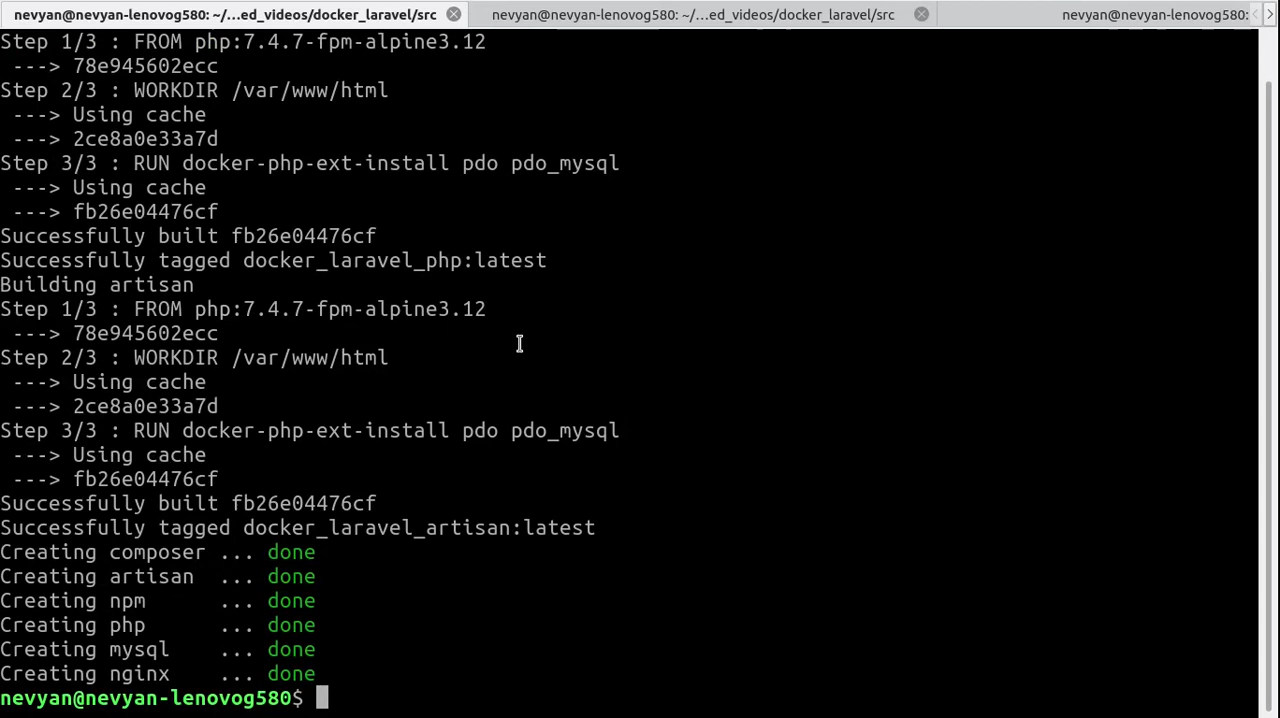 nevyan@nevyan-lenovog580: ~/...ed_videos/docker_laravel/src
nevyan@nevyan-lenovog580: ~/...ed_videos/docker_laravel/src
nevyan@nevyan-lenovog580:
Step 1/3 : FROM php:7.4.7-fpm-alpine3.12
 ---> 78e945602ecc
Step 2/3 : WORKDIR /var/www/html
 ---> Using cache
 ---> 2ce8a0e33a7d
Step 3/3 : RUN docker-php-ext-install pdo pdo_mysql
 ---> Using cache
 ---> fb26e04476cf
Successfully built fb26e04476cf
Successfully tagged docker_laravel_php:latest
Building artisan
Step 1/3 : FROM php:7.4.7-fpm-alpine3.12
 ---> 78e945602ecc
Step 2/3 : WORKDIR /var/www/html
 ---> Using cache
 ---> 2ce8a0e33a7d
Step 3/3 : RUN docker-php-ext-install pdo pdo_mysql
 ---> Using cache
 ---> fb26e04476cf
Successfully built fb26e04476cf
Successfully tagged docker_laravel_artisan:latest
Creating composer ... done
Creating artisan  ... done
Creating npm      ... done
Creating php      ... done
Creating mysql    ... done
Creating nginx    ... done
nevyan@nevyan-lenovog580$